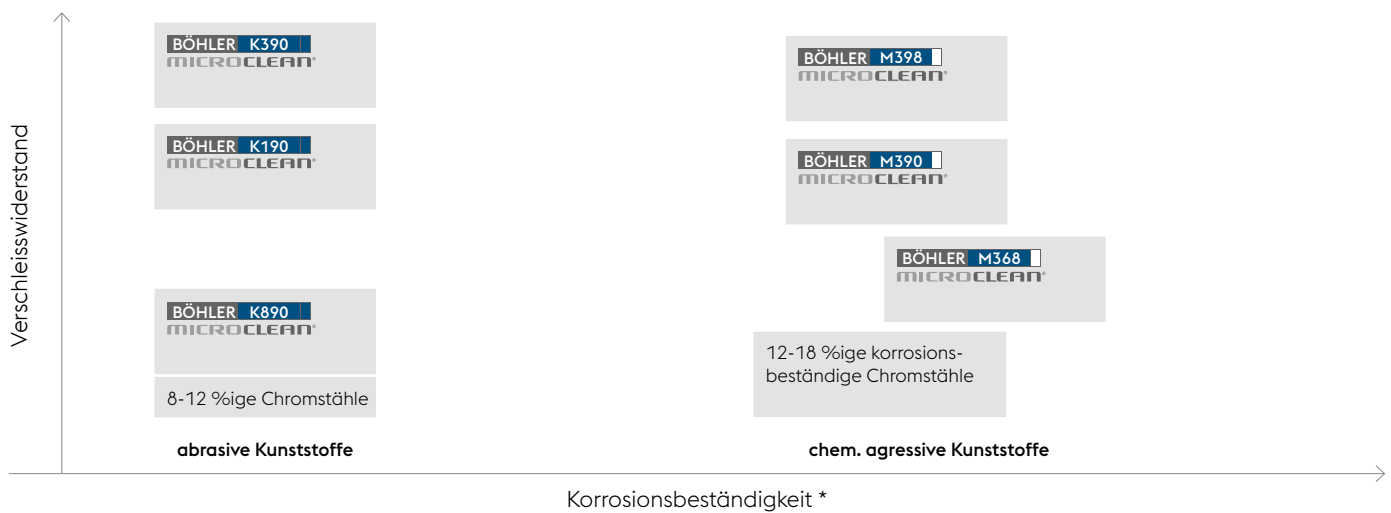 Verschleisswiderstand
BÖHLER K390
MICROCLEAN®
BÖHLER K190
MICROCLEAN®
BÖHLER K890
MICROCLEAN®
8-12 %ige Chromstähle
abrasive Kunststoffe
BÖHLER M398
MICROCLEAN®
BÖHLER M390
MICROCLEAN®
BÖHLER M368
MICROCLEAN®
12-18 %ige korrosions-
beständige Chromstähle
chem. agressive Kunststoffe
Korrosionsbeständigkeit *